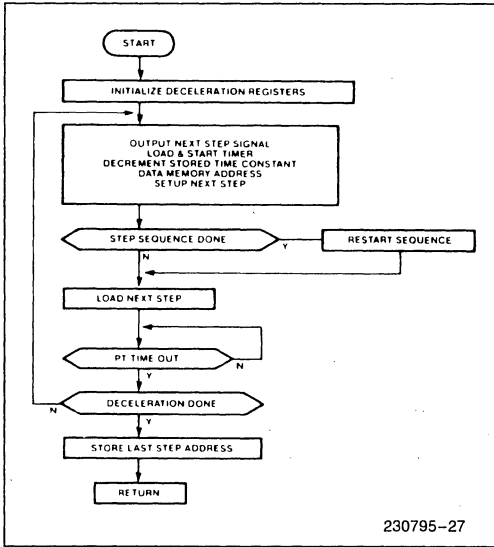 START
INITIALIZE DECELERATION REGISTERS
OUTPUT NEXT STEP SIGNAL
LOAD & START TIMER
DECREMENT STORED TIME CONSTANT
DATA MEMORY ADDRESS
SETUP NEXT STEP
STEP SEQUENCE DONE
Y
RESTART SEQUENCE
N
LOAD NEXT STEP
PT TIME OUT
N
Y
DECELERATION DONE
N
Y
STORE LAST STEP ADDRESS
RETURN
230795-27